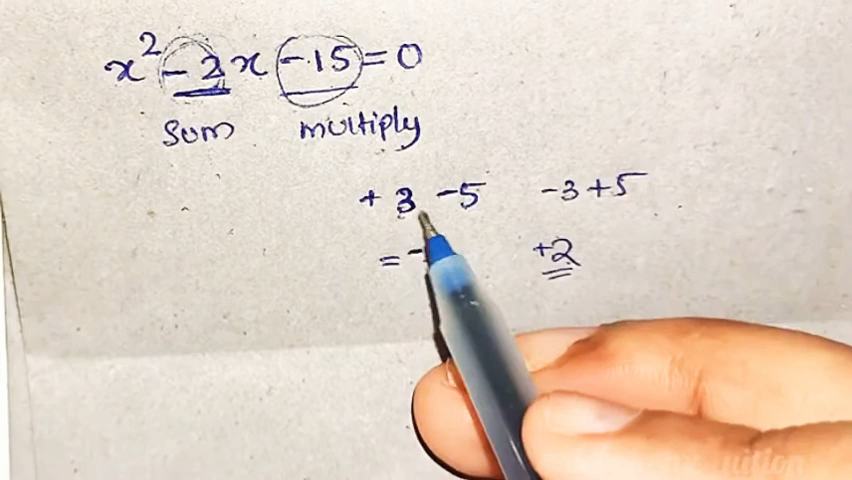 x² - 2x - 15 = 0
Sum multiply
+ 3 - 5 - 3 + 5
= - +2